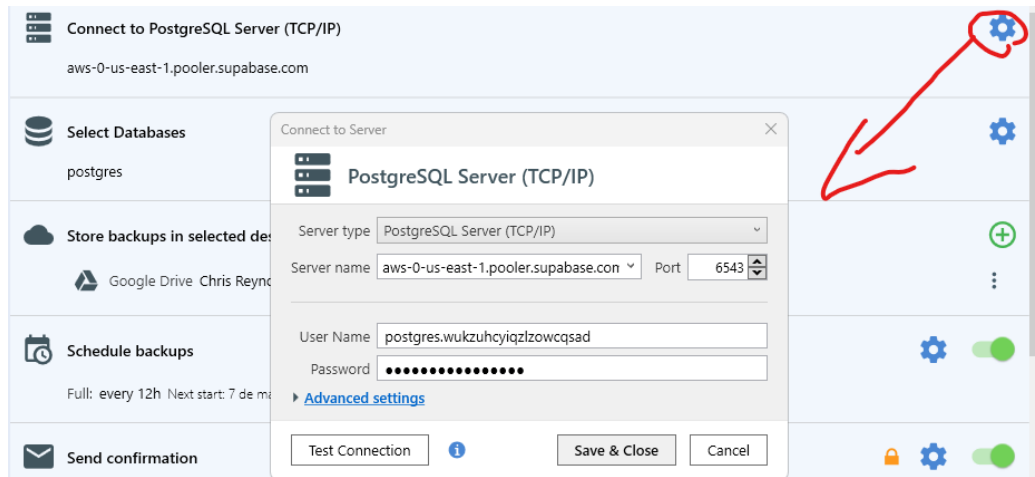 Connect to PostgreSQL Server (TCP/IP)
aws-0-us-east-1.pooler.supabase.com
Select Databases
postgres
Store backups in selected des
Google Drive Chris Reync
Schedule backups
Full: every 12h Next start: 7 de ma
Send confirmation
Connect to Server
PostgreSQL Server (TCP/IP)
Server type PostgreSQL Server (TCP/IP)
Server name aws-0-us-east-1.pooler.supabase.con Port 6543
User Name postgres.wukzuhcyiqzlzowcqsad
Password ●●●●●●●●●●●●●●●●
Advanced settings
Test Connection Save & Close Cancel